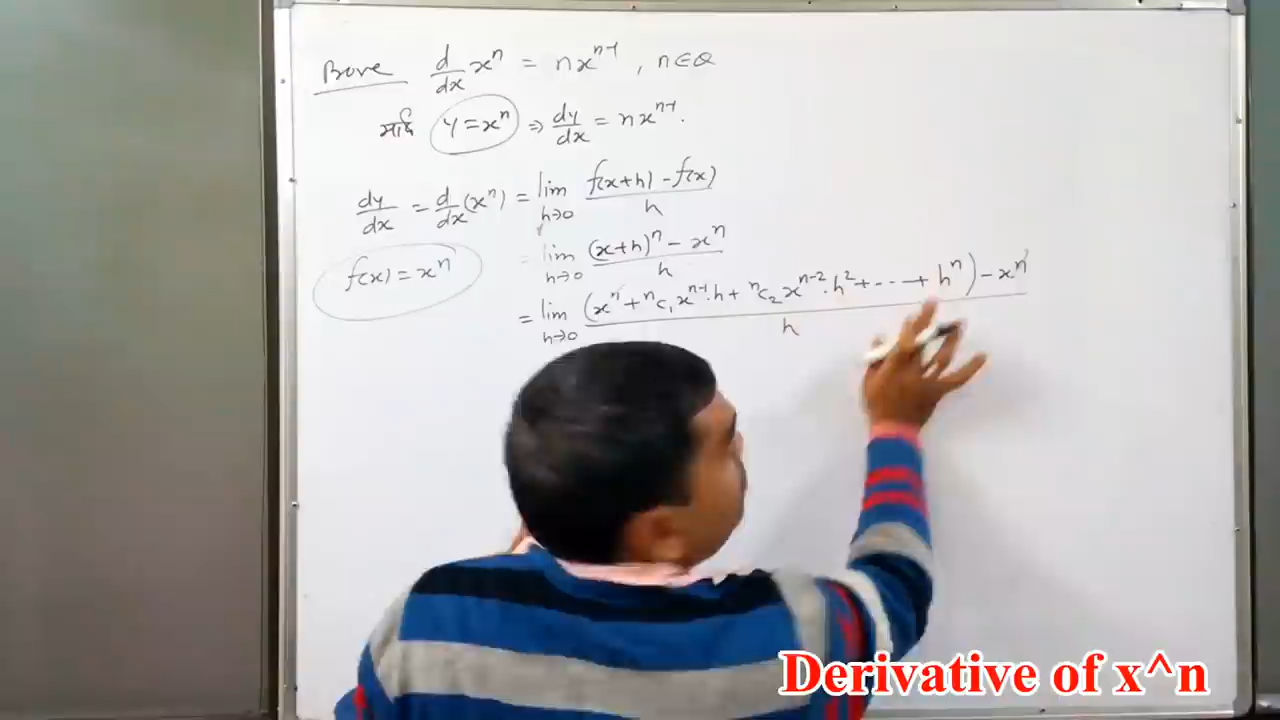 Prove d/dx xⁿ = nxⁿ⁻¹, n∈Q
यदि y=xⁿ ⇒ dy/dx = nxⁿ⁻¹.
dy/dx = d/dx(xⁿ) = lim h→0 f(x+h)-f(x)/h
= lim h→0 (x+h)ⁿ - xⁿ/h
f(x)=xⁿ
= lim h→0 (xⁿ + ⁿC₁xⁿ⁻¹.h + ⁿC₂xⁿ⁻².h² + ---- + hⁿ) - xⁿ/h
Derivative of x^n